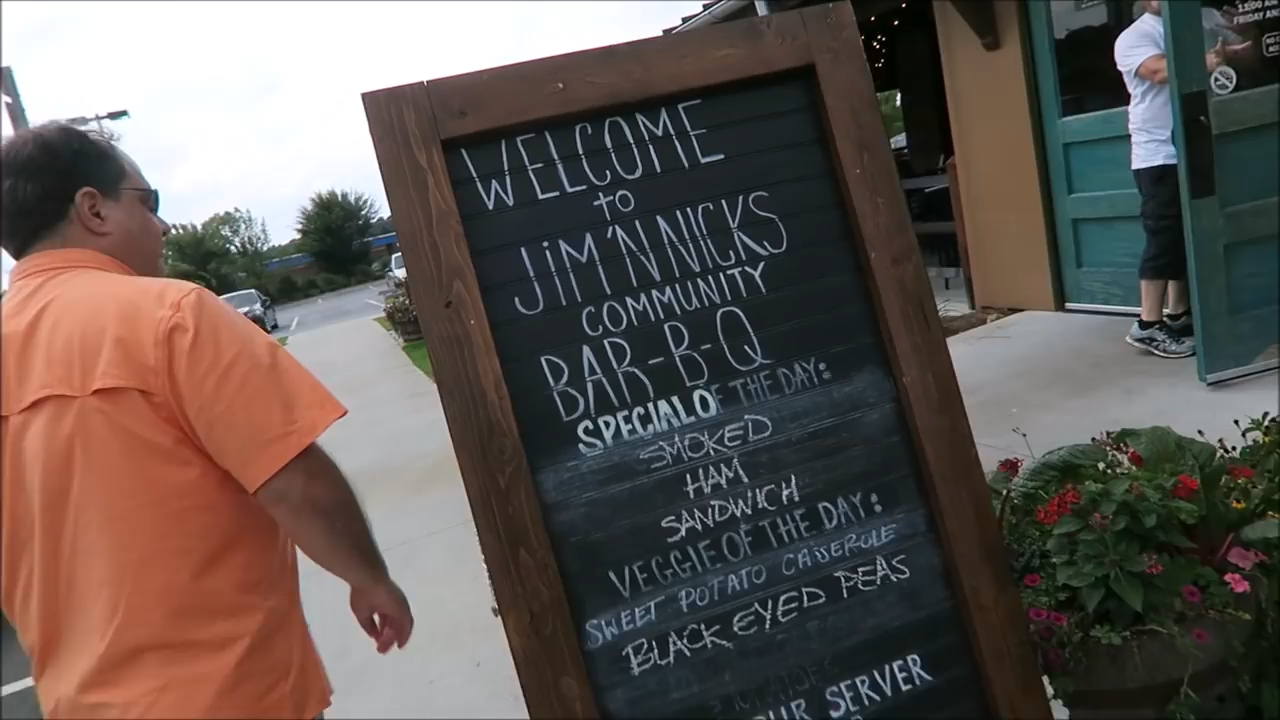 WELCOME
to
JIM 'N NICKS
COMMUNITY
BAR-B-Q
SPECIAL OF THE DAY:
SMOKED
HAM
SANDWICH
VEGGIE OF THE DAY:
SWEET POTATO CASSEROLE
BLACK EYED PEAS
SERVER
FRIDAY